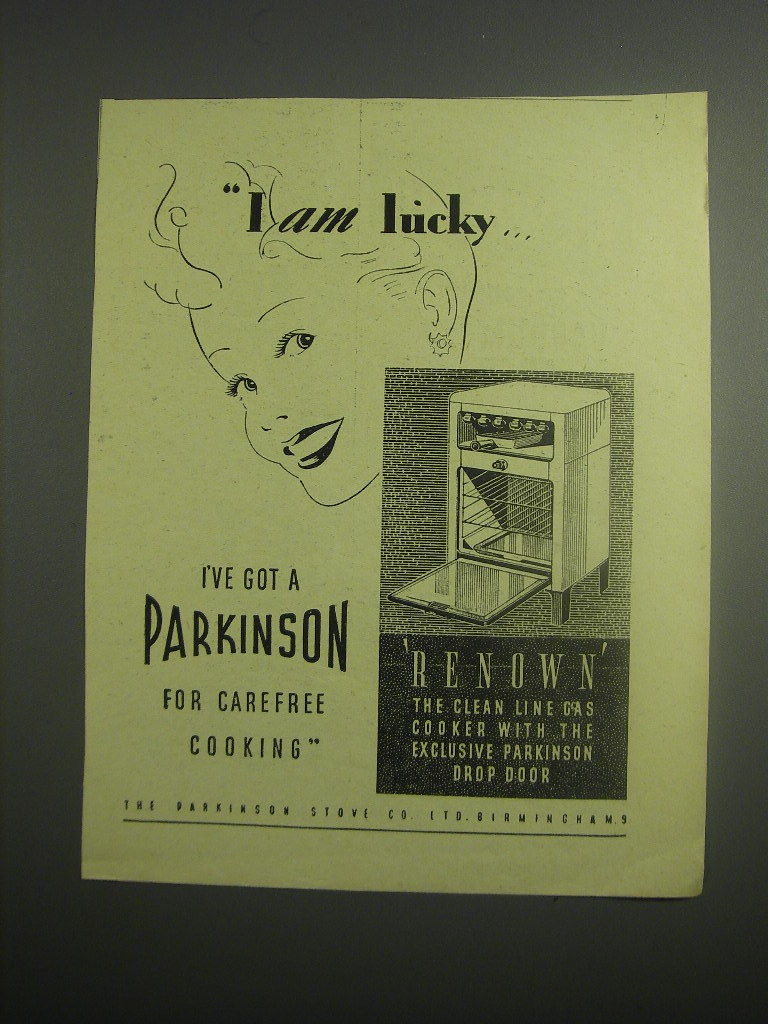 “I am lucky...
I'VE GOT A
PARKINSON
FOR CAREFREE
COOKING”
'RENOWN'
THE CLEAN LINE GAS
COOKER WITH THE
EXCLUSIVE PARKINSON
DROP DOOR
THE PARKINSON STOVE CO. LTD. BIRMINGHAM, 9